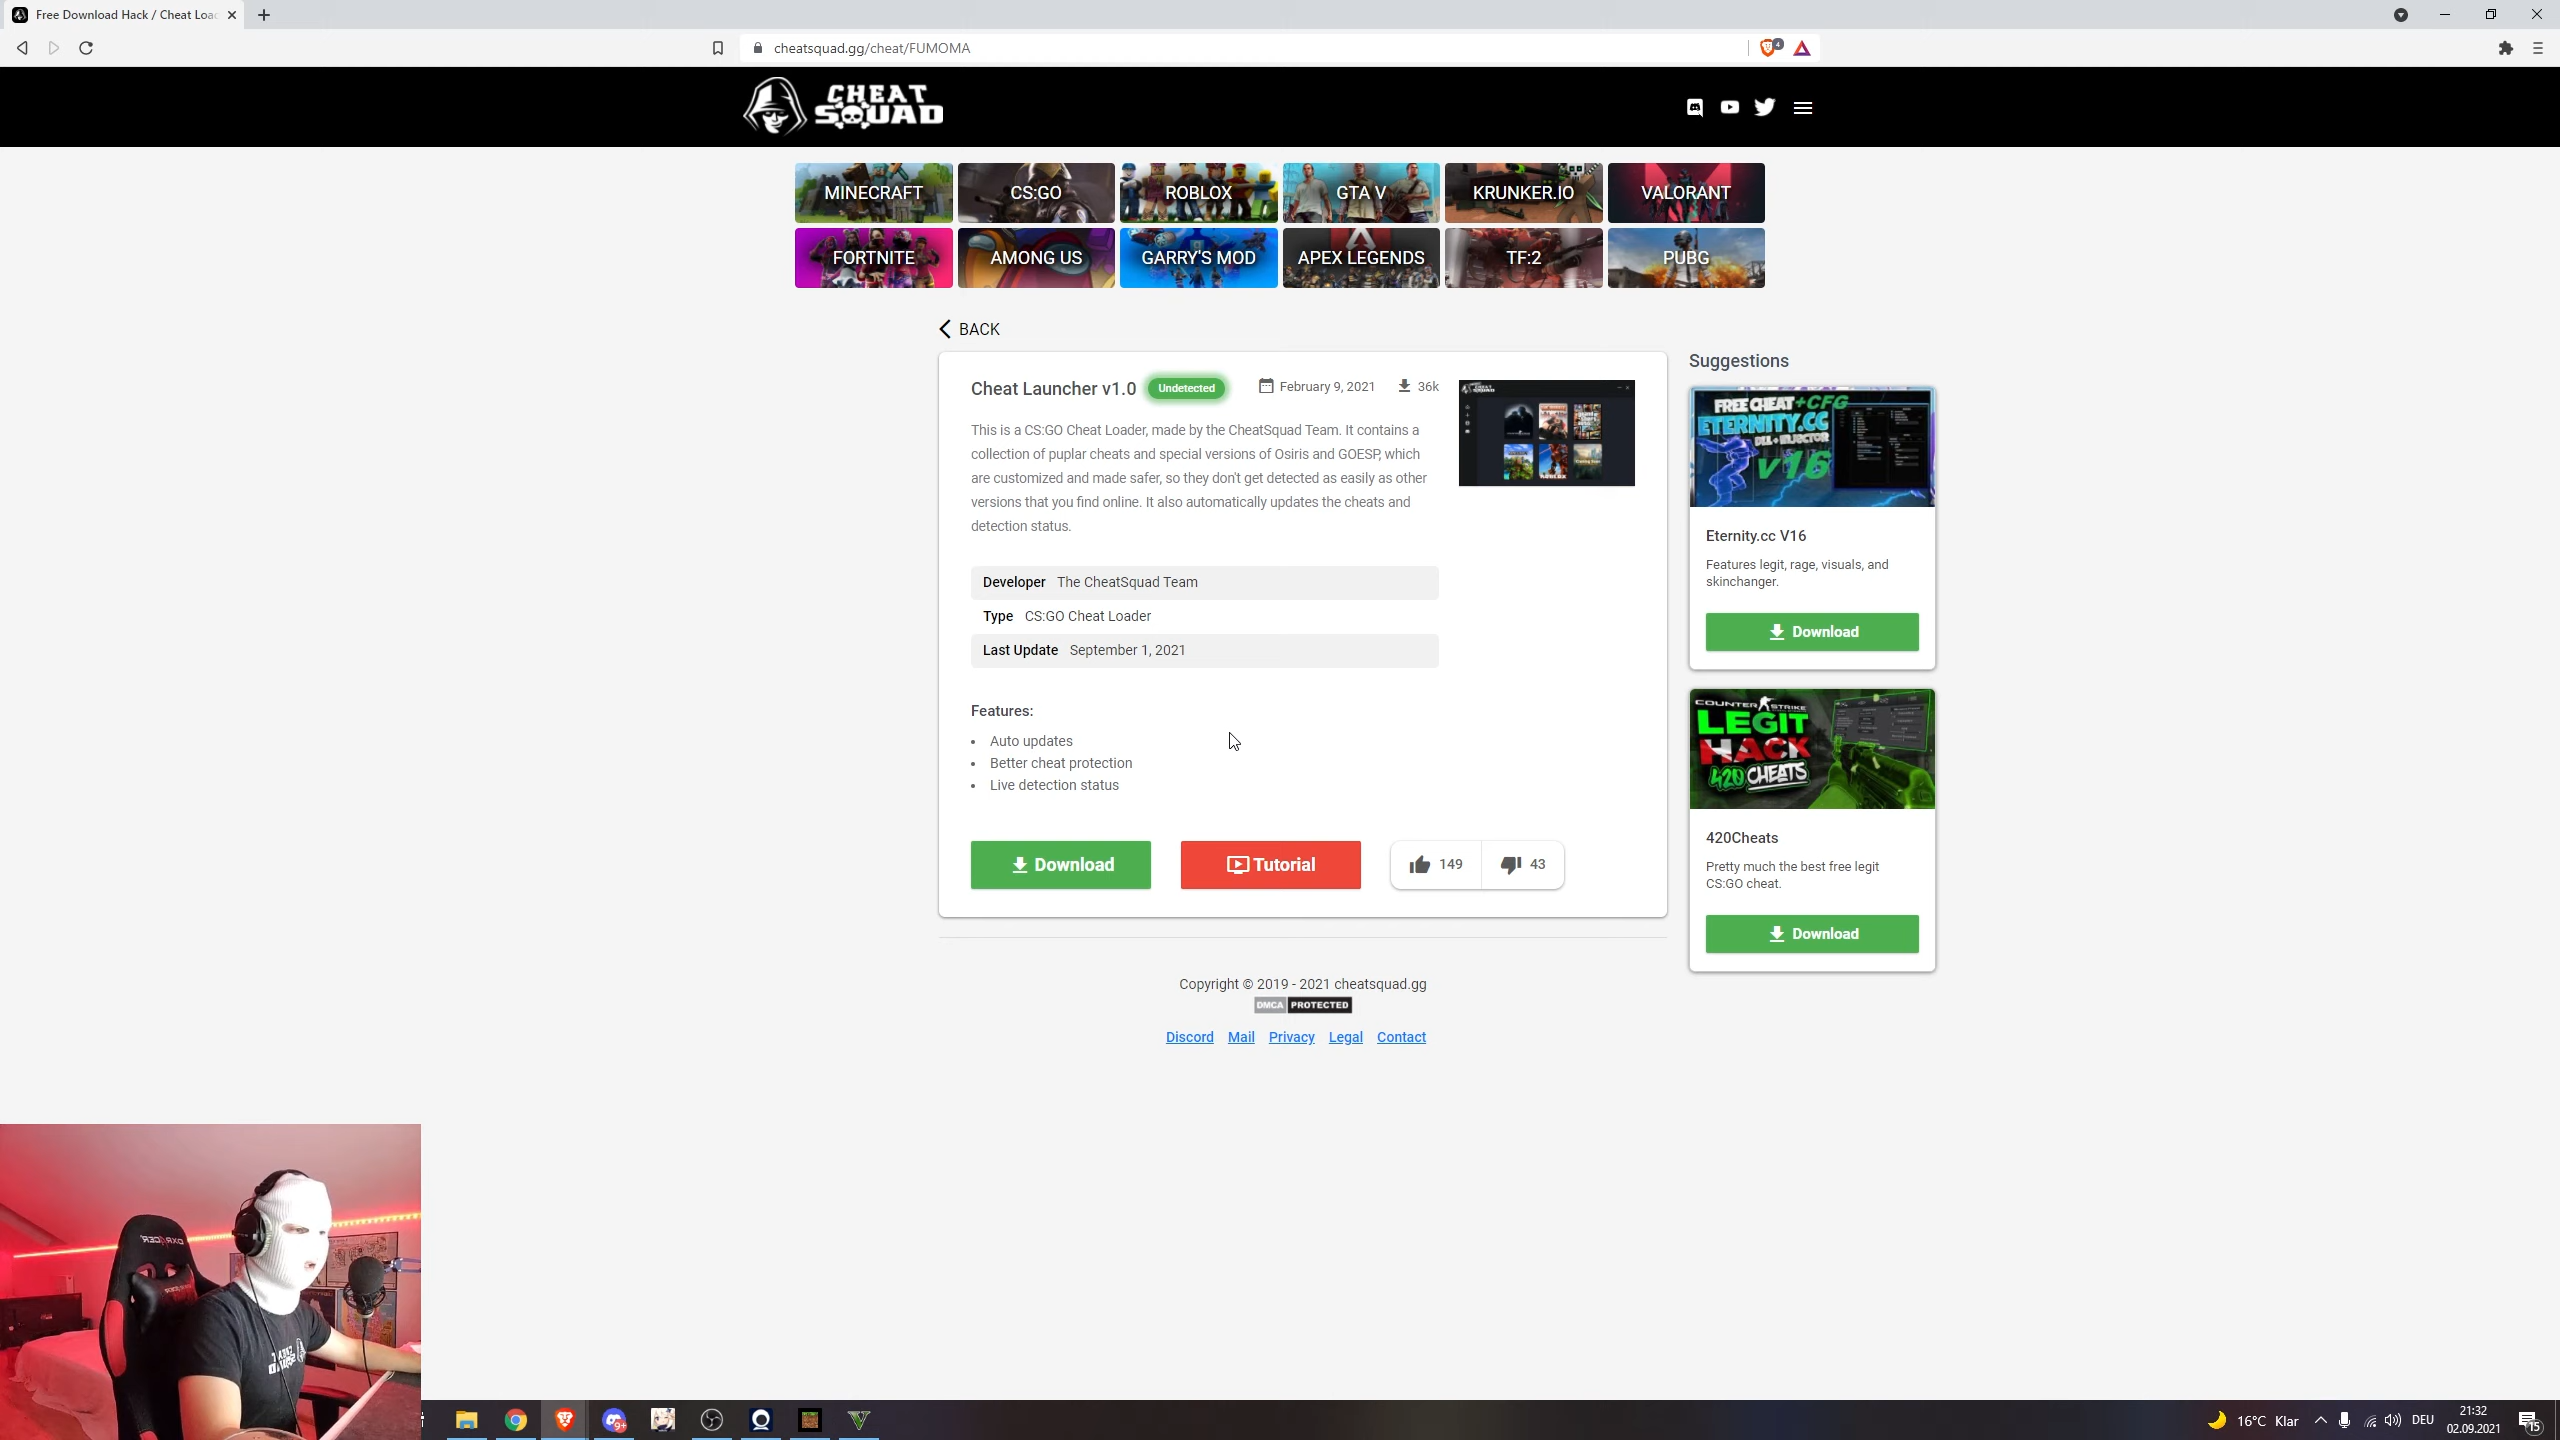 Free Download Hack / Cheat Loa
cheatsquad.gg/cheat/FUMOMA
4
CHEAT
SQUAD
MINECRAFT
CS:GO
ROBLOX
GTA V
KRUNKER.IO
VALORANT
FORTNITE
AMONG US
GARRY'S MOD
APEX LEGENDS
TF:2
PUBG
BACK
Cheat Launcher v1.0
Undetected
February 9, 2021
36k
This is a CS:GO Cheat Loader, made by the CheatSquad Team. It contains a
collection of puplar cheats and special versions of Osiris and GOESP, which
are customized and made safer, so they don't get detected as easily as other
versions that you find online. It also automatically updates the cheats and
detection status.
Developer The CheatSquad Team
Type CS:GO Cheat Loader
Last Update September 1, 2021
Features:
• Auto updates
• Better cheat protection
• Live detection status
Download
Tutorial
149
43
Suggestions
FREE CHEAT +CFG
ETERNITY.CC
DLL+INJECTOR
V16
Eternity.cc V16
Features legit, rage, visuals, and
skinchanger.
Download
COUNTER STRIKE
LEGIT
HACK
420 CHEATS
420Cheats
Pretty much the best free legit
CS:GO cheat.
Download
Copyright © 2019 - 2021 cheatsquad.gg
DMCA PROTECTED
Discord Mail Privacy Legal Contact
DXRACER
9+
16°C Klar
DEU
21:32
02.09.2021
15